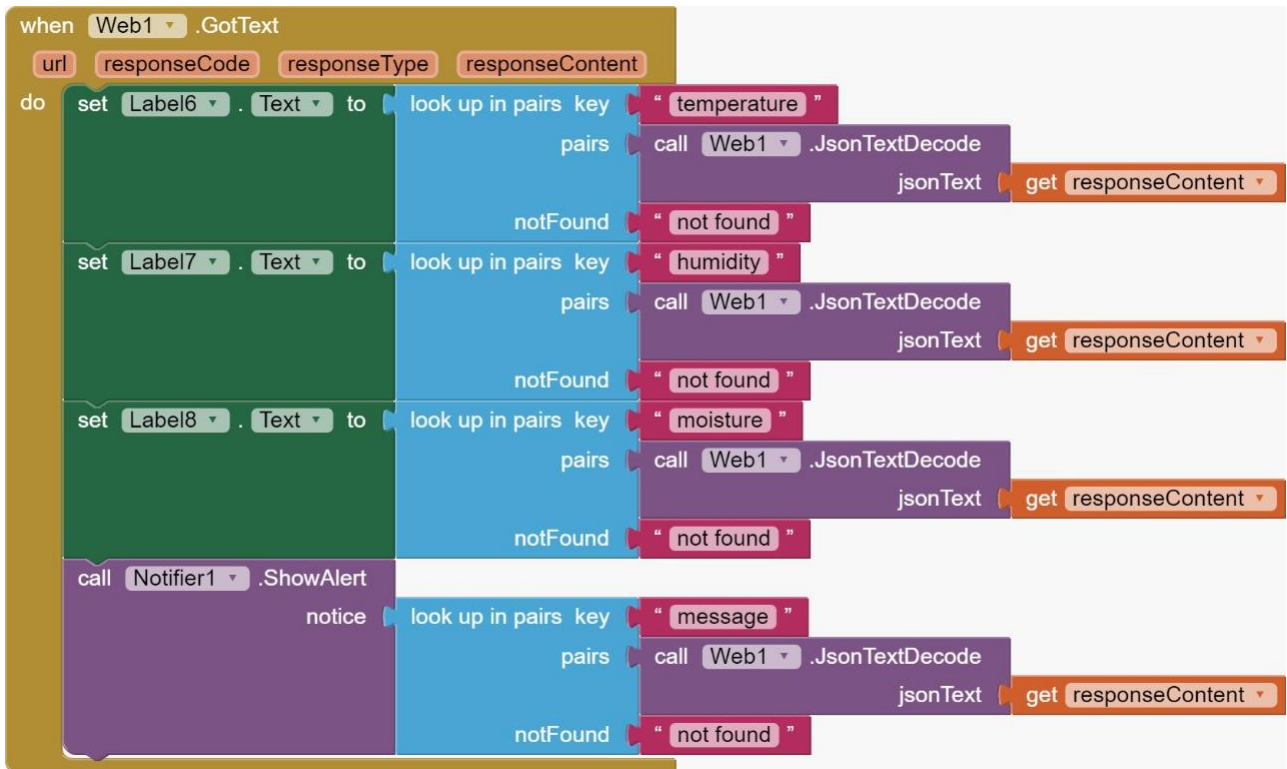 when Web1 .GotText
url responseCode responseType responseContent
do set Label6 . Text to look up in pairs key " temperature "
pairs call Web1 .JsonTextDecode
jsonText get responseContent
notFound " not found "
set Label7 . Text to look up in pairs key " humidity "
pairs call Web1 .JsonTextDecode
jsonText get responseContent
notFound " not found "
set Label8 . Text to look up in pairs key " moisture "
pairs call Web1 .JsonTextDecode
jsonText get responseContent
notFound " not found "
call Notifier1 .ShowAlert
notice look up in pairs key " message "
pairs call Web1 .JsonTextDecode
jsonText get responseContent
notFound " not found "